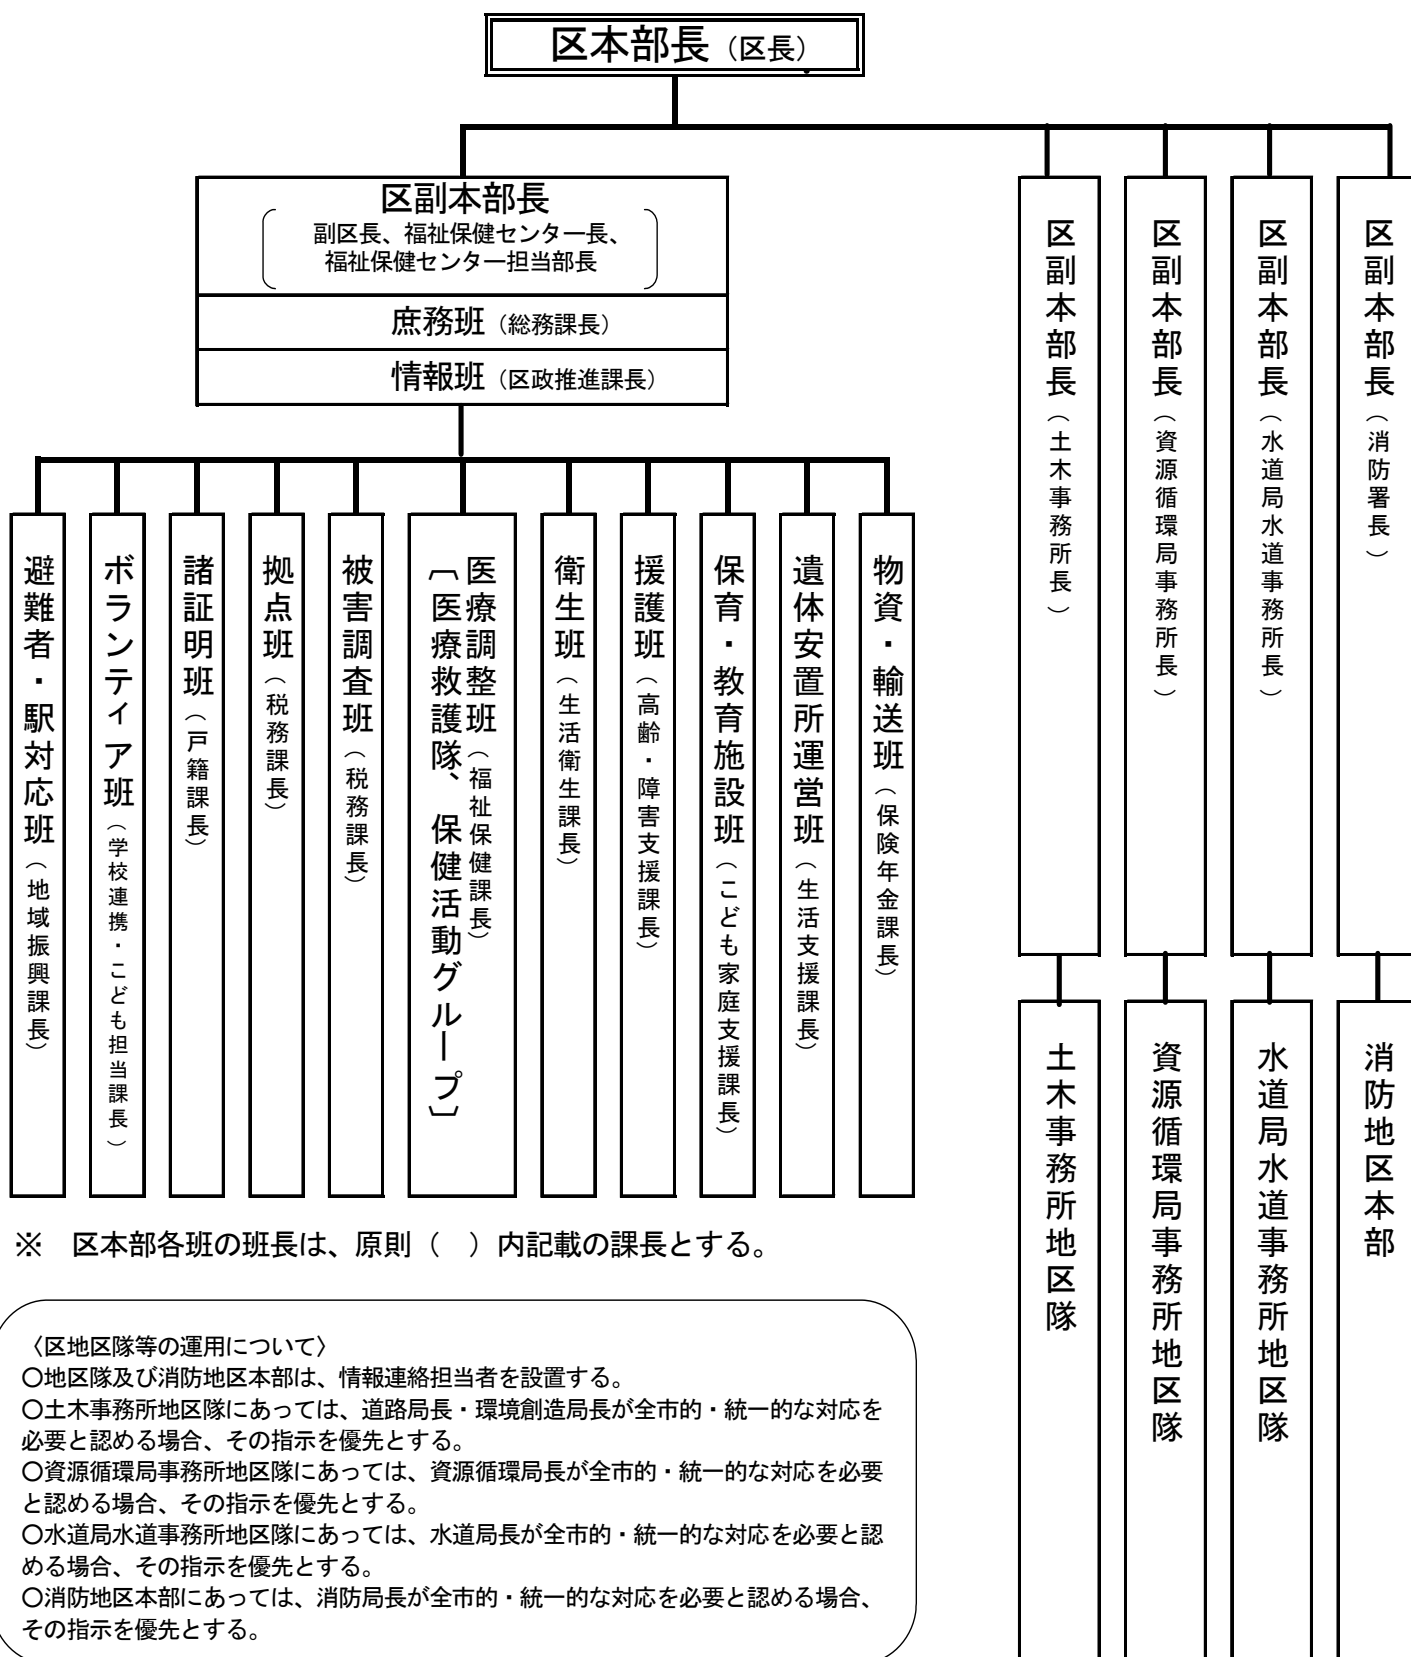 区本部長（区長）
区副本部長
副区長、福祉保健センター長、
福祉保健センター担当部長
庶務班（総務課長）
情報班（区政推進課長）
避難者・駅対応班（地域振興課長）
ボランティア班（学校連携・こども担当課長）
諸証明班（戸籍課長）
拠点班（税務課長）
被害調査班（税務課長）
医療調整班（福祉保健課長）
〔医療救護隊、保健活動グループ〕
衛生班（生活衛生課長）
援護班（高齢・障害支援課長）
保育・教育施設班（こども家庭支援課長）
遺体安置所運営班（生活支援課長）
物資・輸送班（保険年金課長）
区副本部長（土木事務所長）
区副本部長（資源循環局事務所長）
区副本部長（水道局水道事務所長）
区副本部長（消防署長）
土木事務所地区隊
資源循環局事務所地区隊
水道局水道事務所地区隊
消防地区本部
※　区本部各班の班長は、原則（　）内記載の課長とする。
〈区地区隊等の運用について〉
○地区隊及び消防地区本部は、情報連絡担当者を設置する。
○土木事務所地区隊にあっては、道路局長・環境創造局長が全市的・統一的な対応を
必要と認める場合、その指示を優先とする。
○資源循環局事務所地区隊にあっては、資源循環局長が全市的・統一的な対応を必要
と認める場合、その指示を優先とする。
○水道局水道事務所地区隊にあっては、水道局長が全市的・統一的な対応を必要と認
める場合、その指示を優先とする。
○消防地区本部にあっては、消防局長が全市的・統一的な対応を必要と認める場合、
その指示を優先とする。